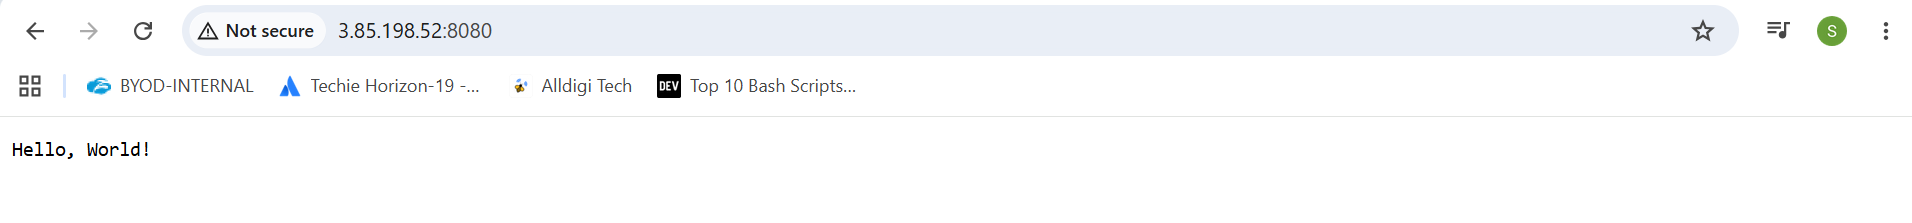 Not secure 3.85.198.52:8080 S
BYOD-INTERNAL Techie Horizon-19 -... Alldigi Tech DEV Top 10 Bash Scripts...
Hello, World!